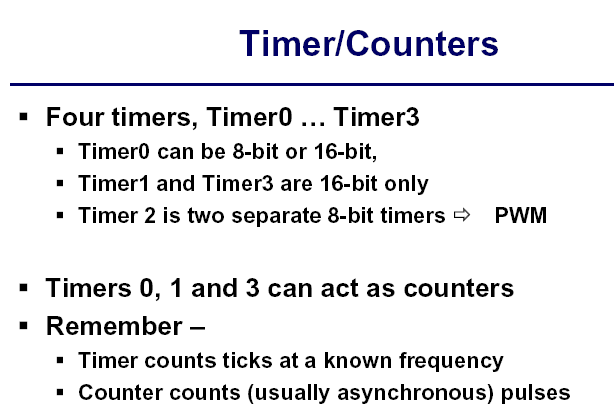 Timer/Counters
▪ Four timers, Timer0 … Timer3
▪ Timer0 can be 8-bit or 16-bit,
▪ Timer1 and Timer3 are 16-bit only
▪ Timer 2 is two separate 8-bit timers ⇨ PWM
▪ Timers 0, 1 and 3 can act as counters
▪ Remember –
▪ Timer counts ticks at a known frequency
▪ Counter counts (usually asynchronous) pulses